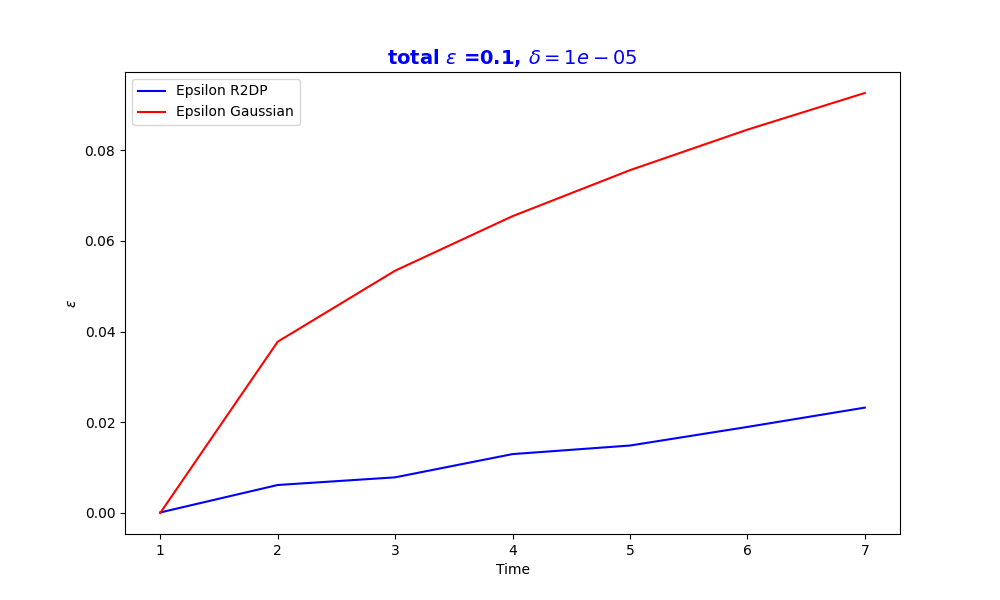 total ε =0.1, δ = 1e − 05
Epsilon R2DP
Epsilon Gaussian
0.08
0.06
0.04
0.02
0.00
ε
1 2 3 4 5 6 7
Time